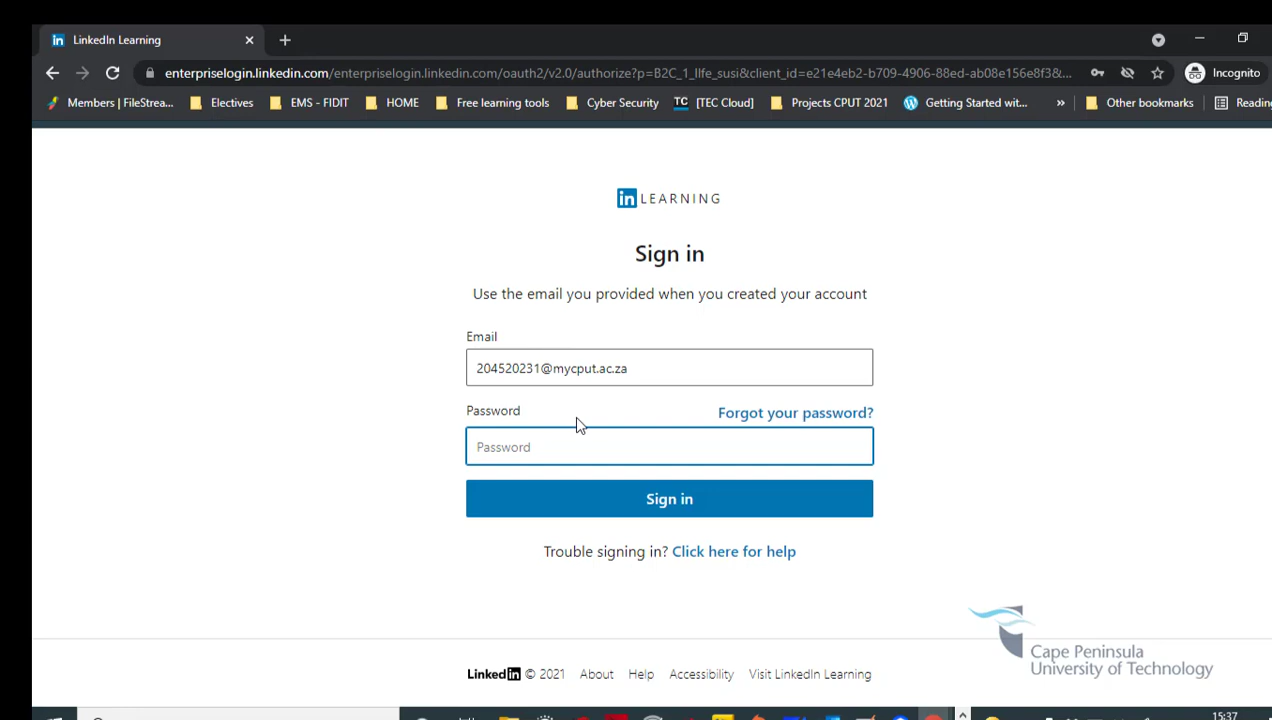 LinkedIn Learning
enterpriselogin.linkedin.com/enterpriselogin.linkedin.com/oauth2/v2.0/authorize?p=B2C_1_llfe_susi&client_id=e21e4eb2-b709-4906-88ed-ab08e156e8f3&... Incognito
Members | FileStrea... Electives EMS - FIDIT HOME Free learning tools Cyber Security TC [TEC Cloud] Projects CPUT 2021 Getting Started wit... » Other bookmarks Reading
in LEARNING
Sign in
Use the email you provided when you created your account
Email
204520231@mycput.ac.za
Password Forgot your password?
Password
Sign in
Trouble signing in? Click here for help
Cape Peninsula
University of Technology
Linkedin © 2021 About Help Accessibility Visit LinkedIn Learning
15:37